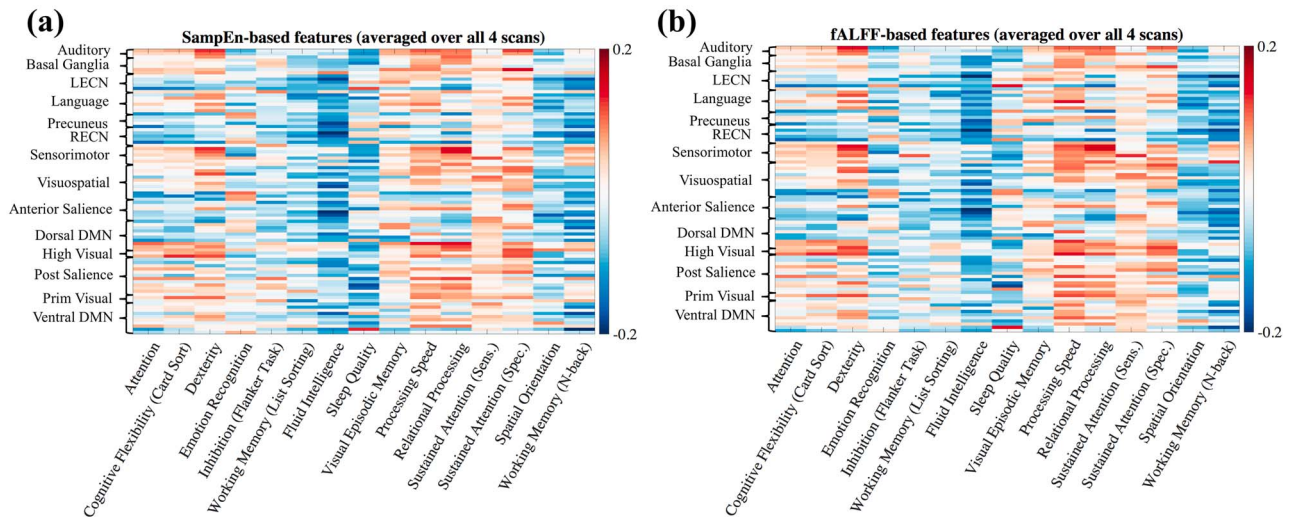 (a)
SampEn-based features (averaged over all 4 scans)
Auditory
Basal Ganglia
LECN
Language
Precuneus
RECN
Sensorimotor
Visuospatial
Anterior Salience
Dorsal DMN
High Visual
Post Salience
Prim Visual
Ventral DMN
0.2
-0.2
Attention
Cognitive Flexibility (Card Sort)
Dexterity
Emotion Recognition
Inhibition (Flanker Task)
Working Memory (List Sorting)
Fluid Intelligence
Sleep Quality
Visual Episodic Memory
Processing Speed
Relational Processing
Sustained Attention (Sens.)
Sustained Attention (Spec.)
Spatial Orientation
Working Memory (N-back)
(b)
fALFF-based features (averaged over all 4 scans)
Auditory
Basal Ganglia
LECN
Language
Precuneus
RECN
Sensorimotor
Visuospatial
Anterior Salience
Dorsal DMN
High Visual
Post Salience
Prim Visual
Ventral DMN
0.2
-0.2
Attention
Cognitive Flexibility (Card Sort)
Dexterity
Emotion Recognition
Inhibition (Flanker Task)
Working Memory (List Sorting)
Fluid Intelligence
Sleep Quality
Visual Episodic Memory
Processing Speed
Relational Processing
Sustained Attention (Sens.)
Sustained Attention (Spec.)
Spatial Orientation
Working Memory (N-back)